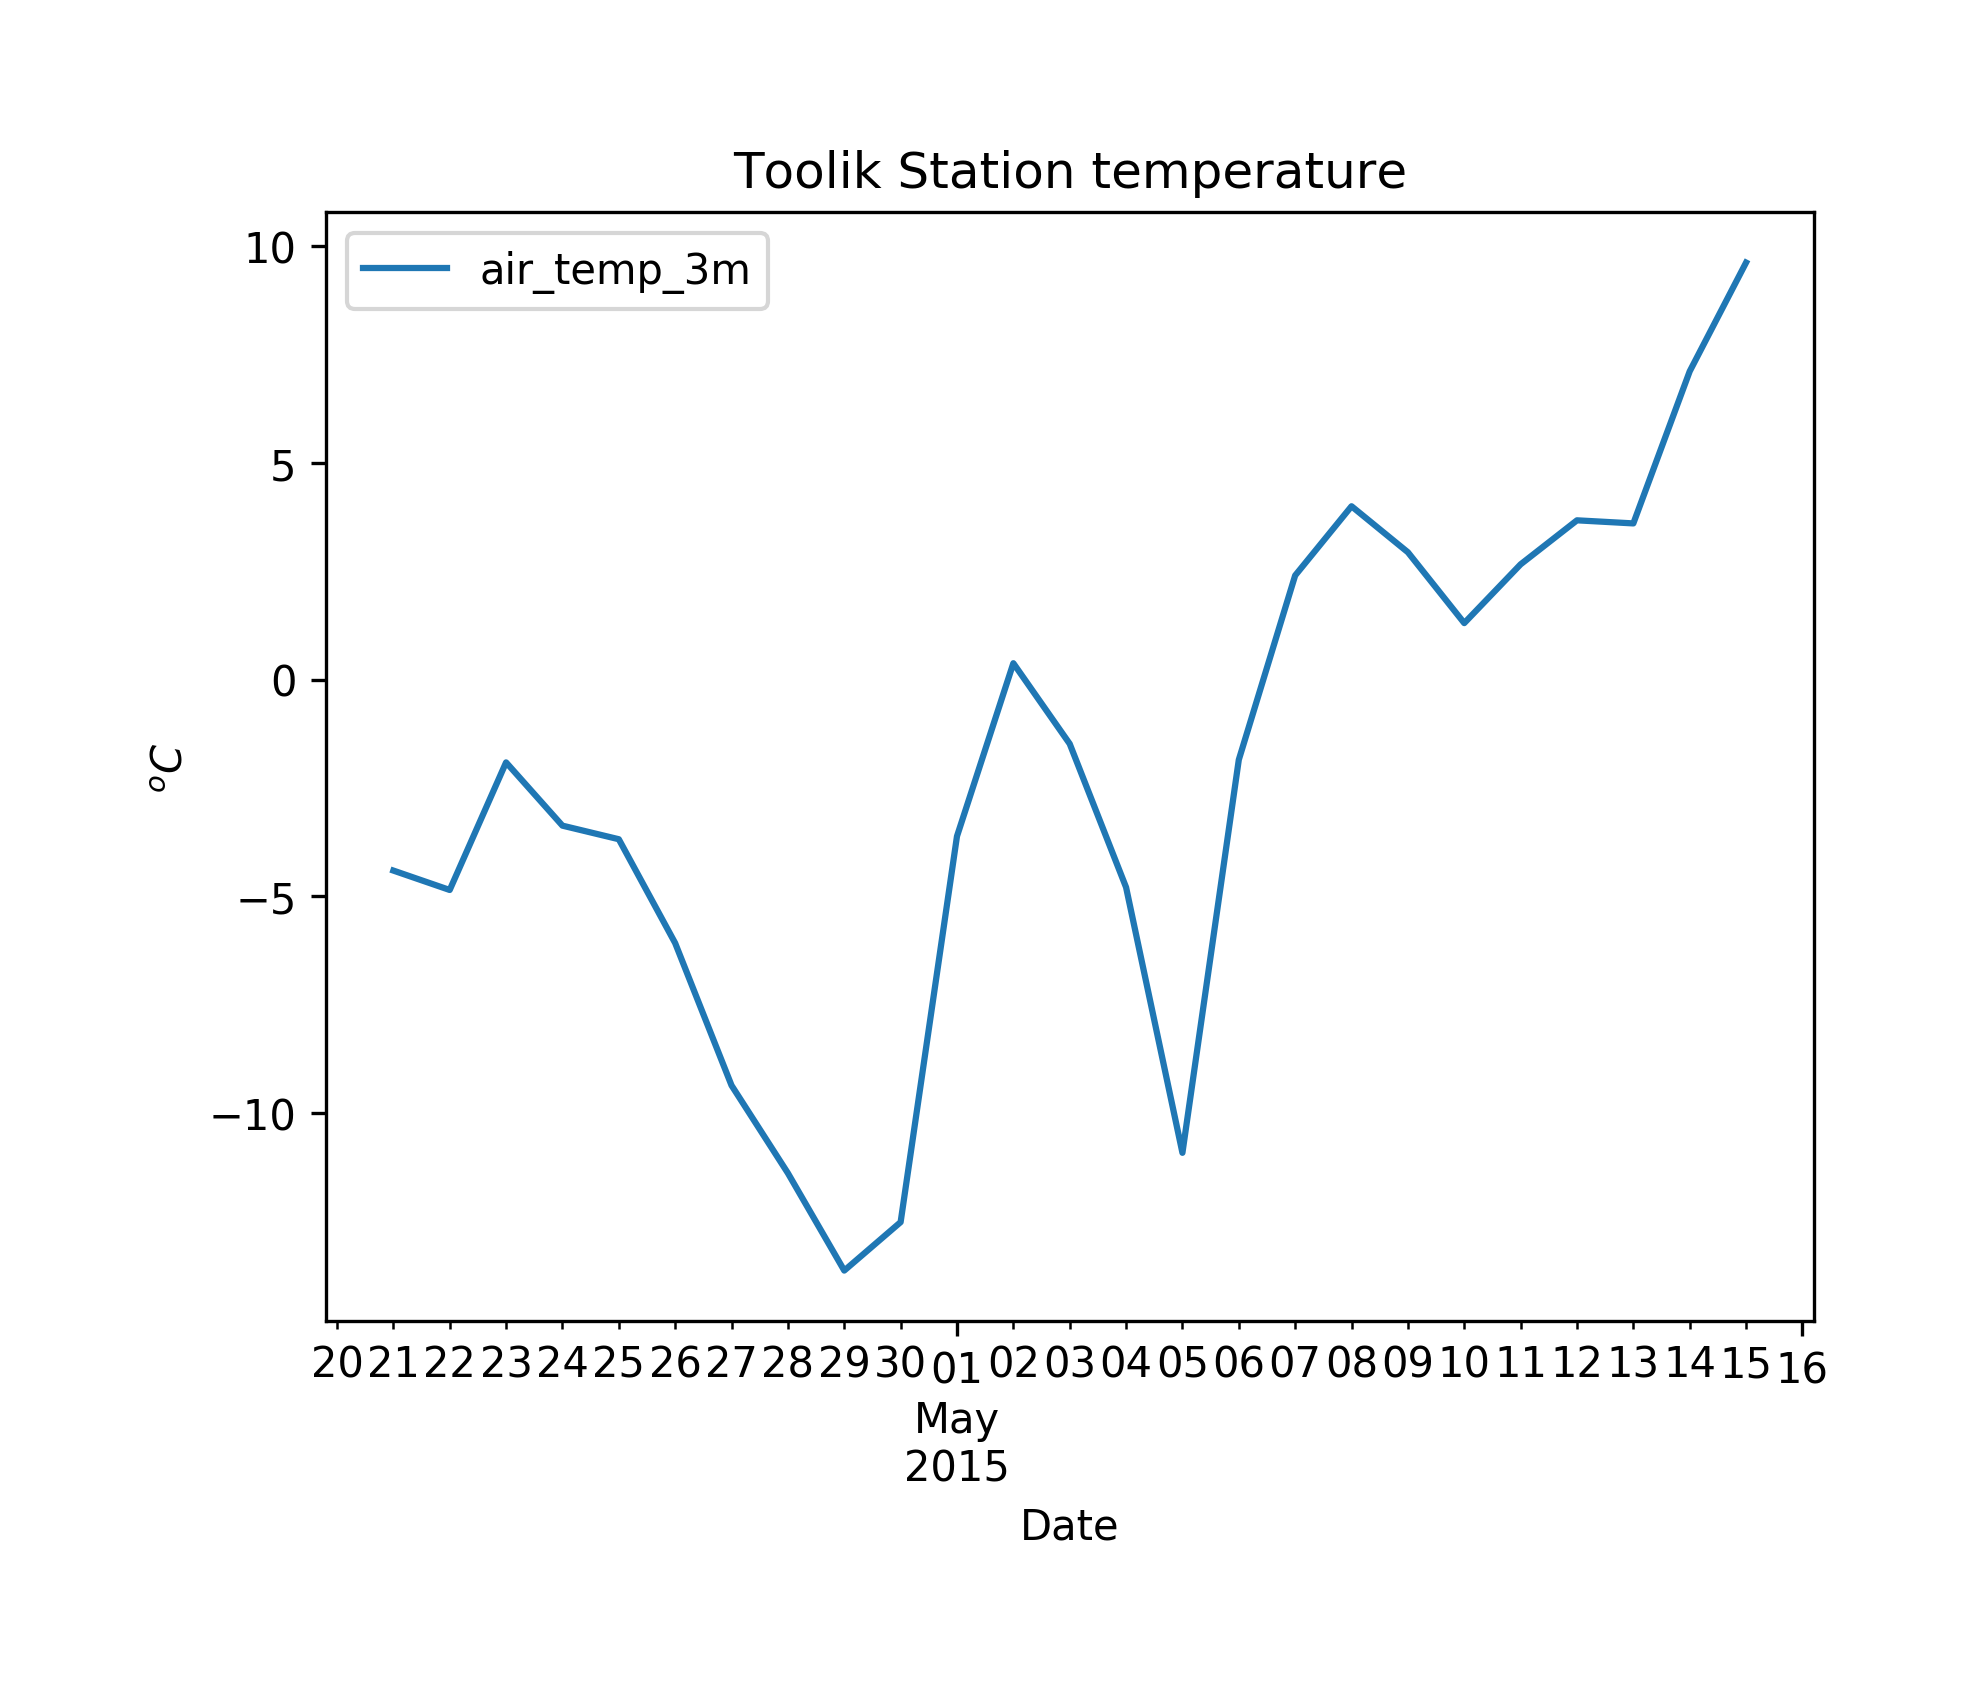 Toolik Station temperature
air_temp_3m
10
5
0
−5
−10
°C
20 21 22 23 24 25 26 27 28 29 30 01 02 03 04 05 06 07 08 09 10 11 12 13 14 15 16
May
2015
Date